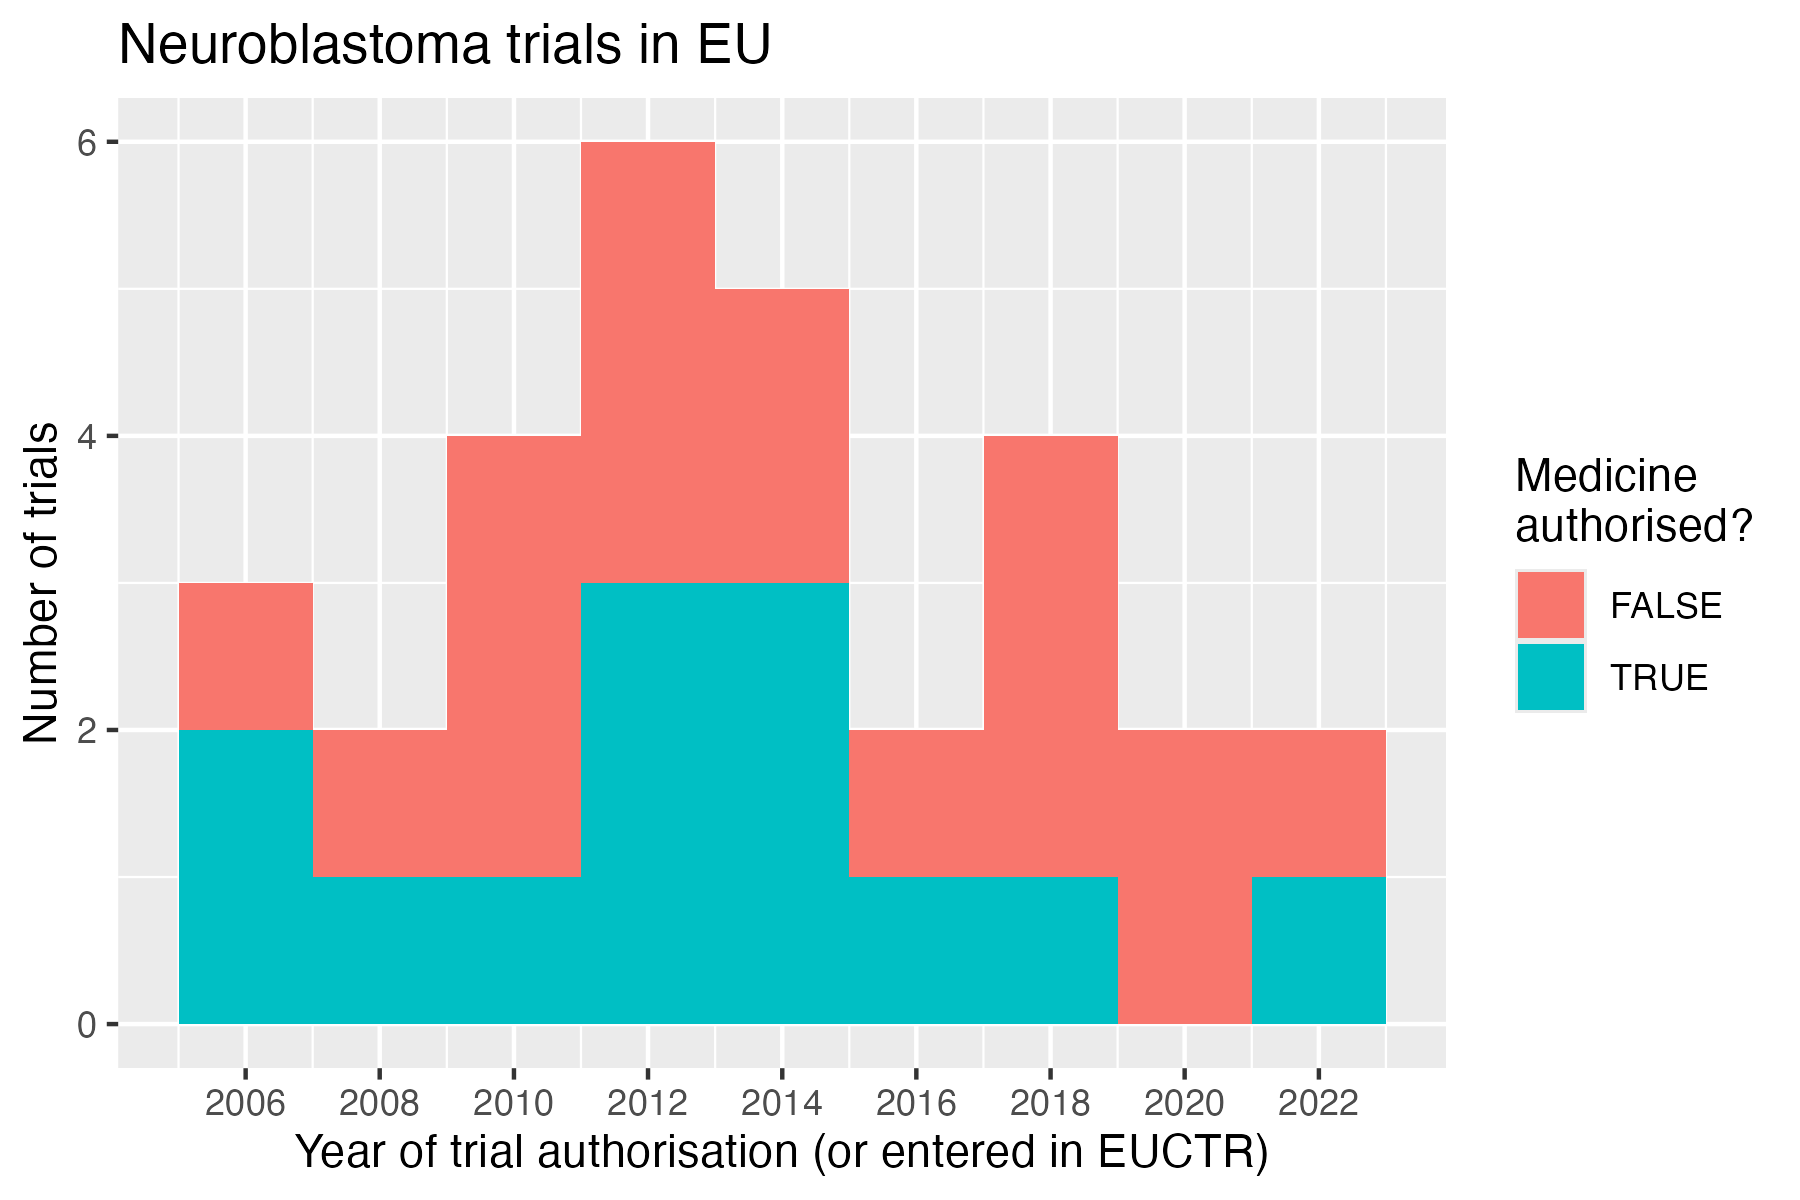 Neuroblastoma trials in EU
6
4
2
0
Number of trials
2006 2008 2010 2012 2014 2016 2018 2020 2022
Year of trial authorisation (or entered in EUCTR)
Medicine
authorised?
FALSE
TRUE